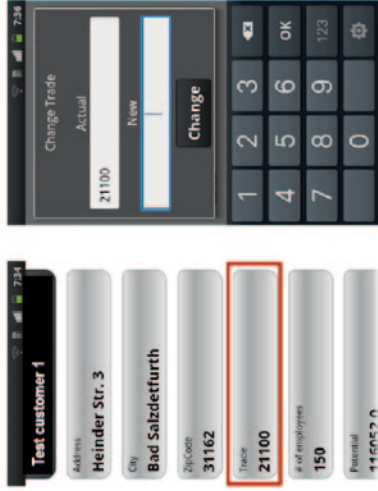 7:34
Test customer 1
Address
Heinder Str. 3
City
Bad Salzdetfurth
ZipCode
31162
Trade
21100
# of employees
150
Potential
116052.0
7:36
Change Trade
Actual
21100
New
Change
1 2 3
4 5 6 OK
7 8 9 123
0